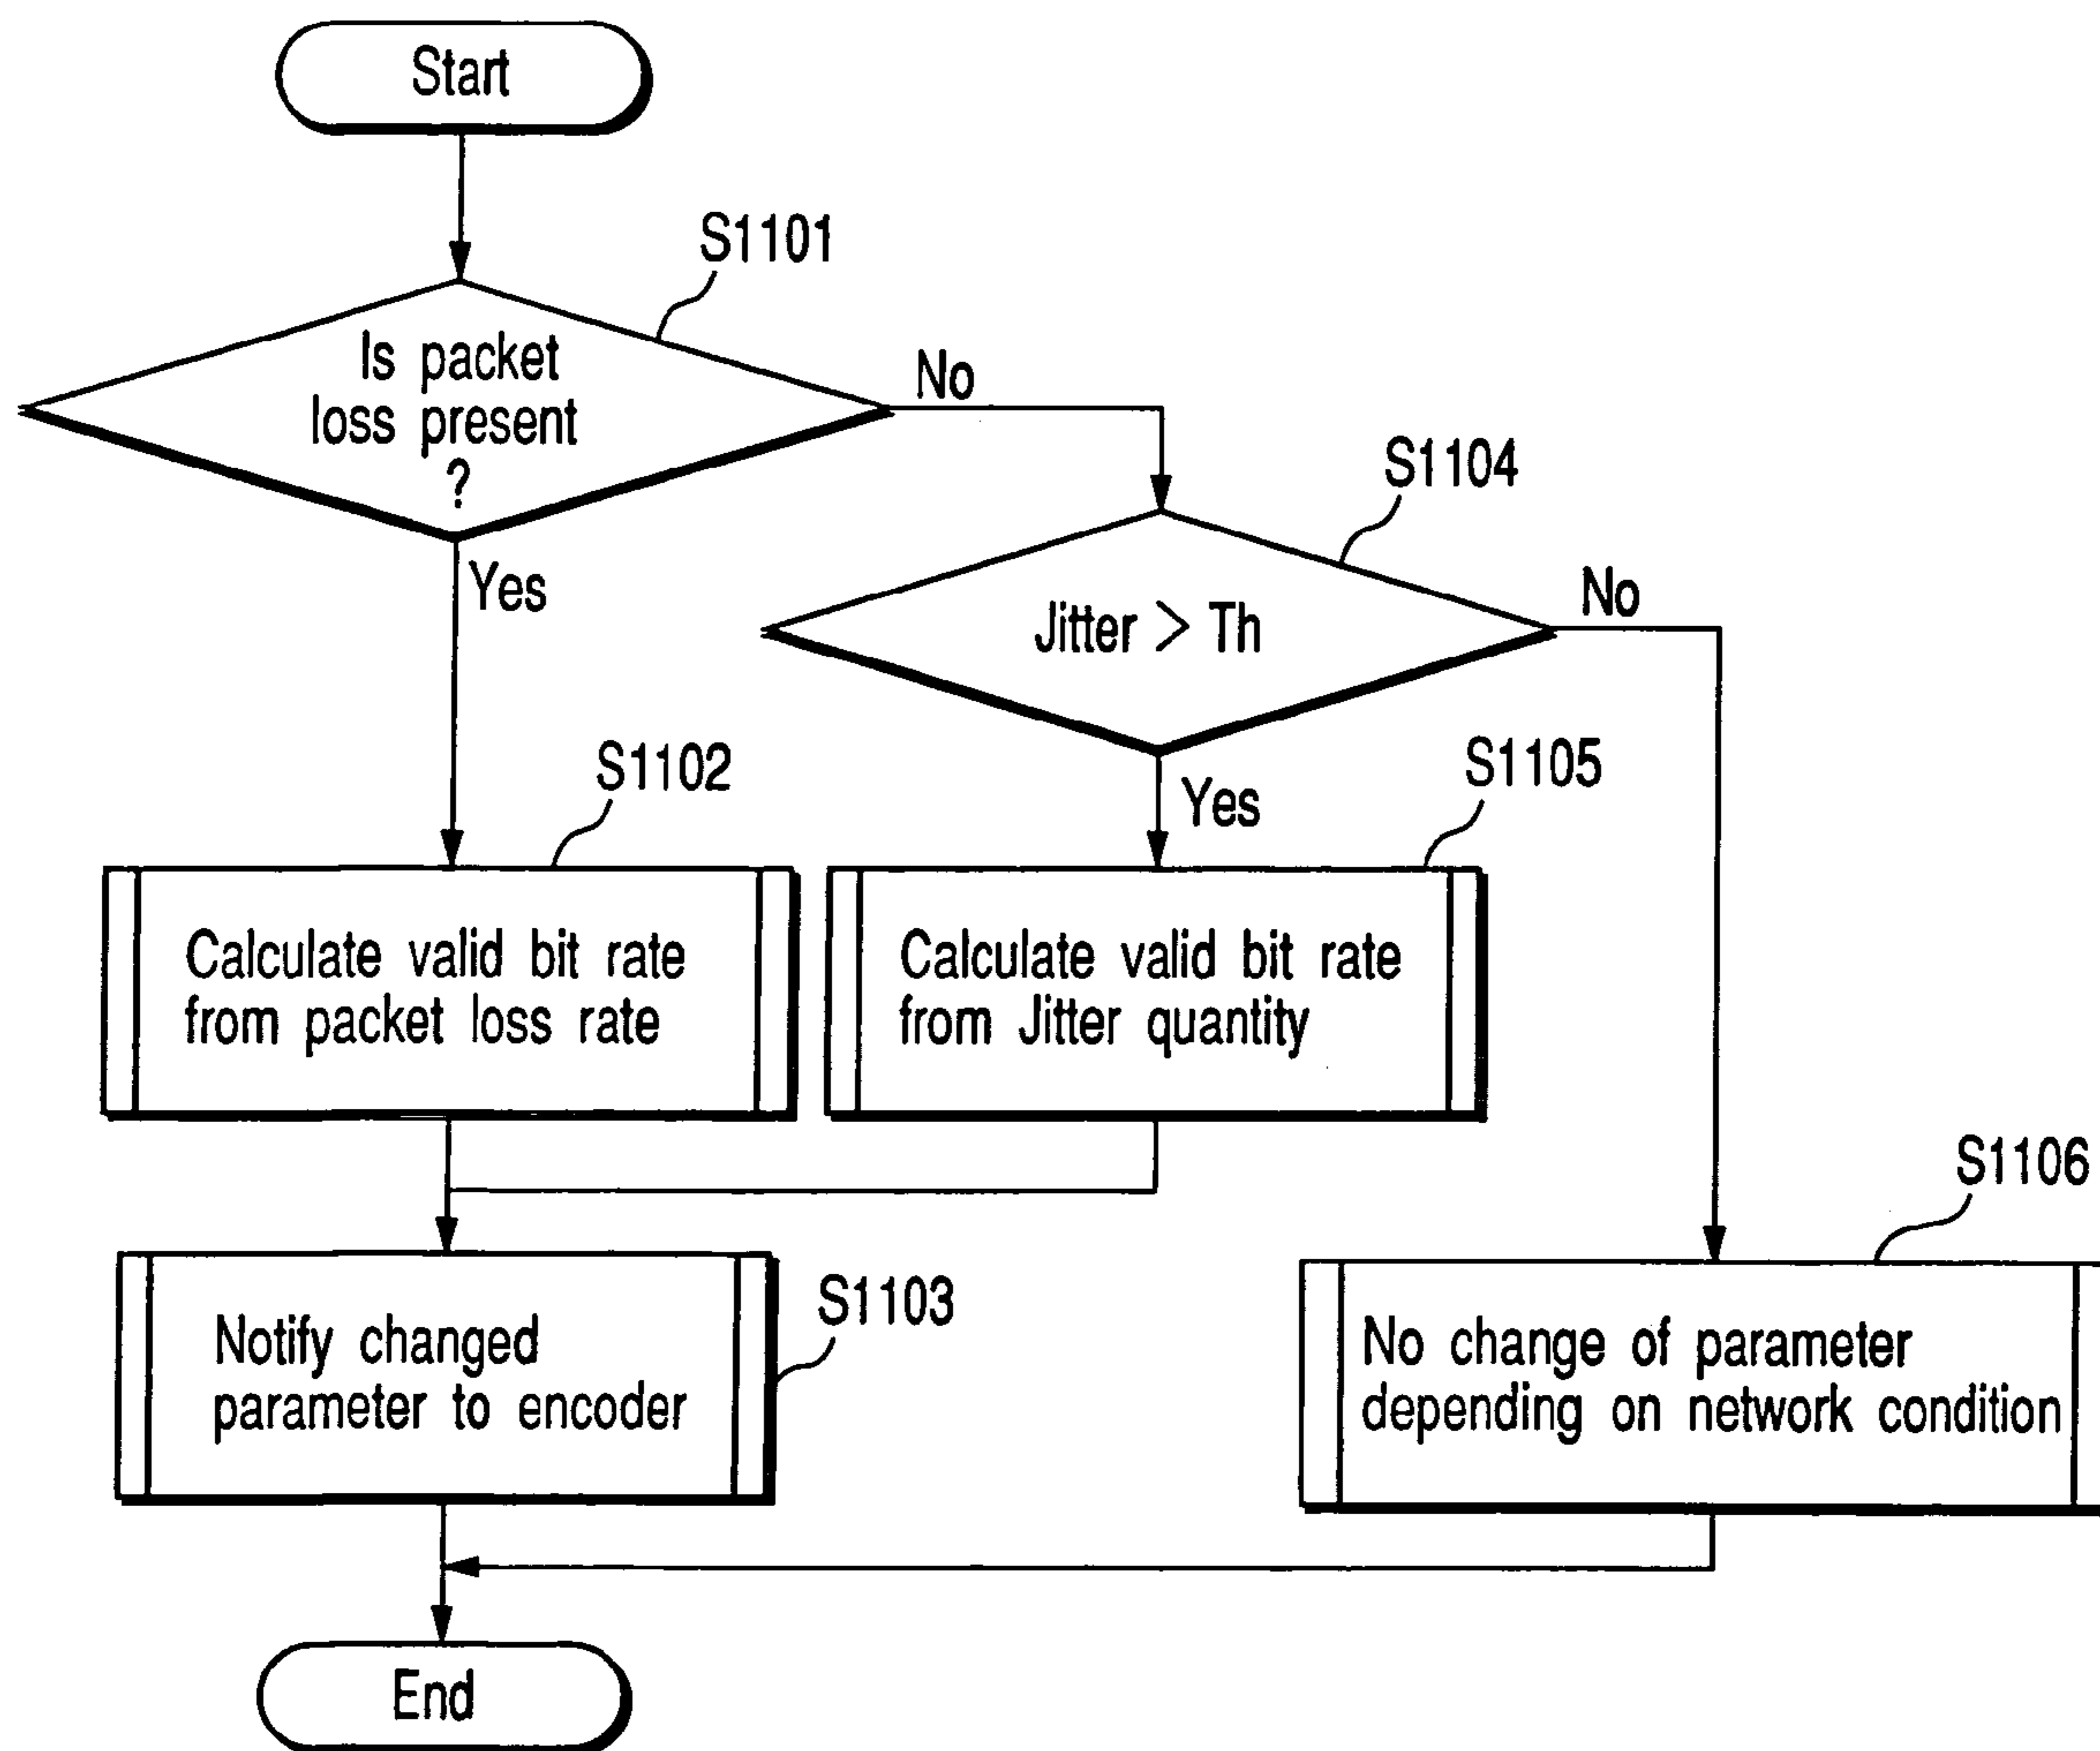 Start
S1101
Is packet
loss present
?
No
Yes
S1104
Jitter > Th
No
Yes
S1102
Calculate valid bit rate
from packet loss rate
S1105
Calculate valid bit rate
from Jitter quantity
S1103
Notify changed
parameter to encoder
S1106
No change of parameter
depending on network condition
End